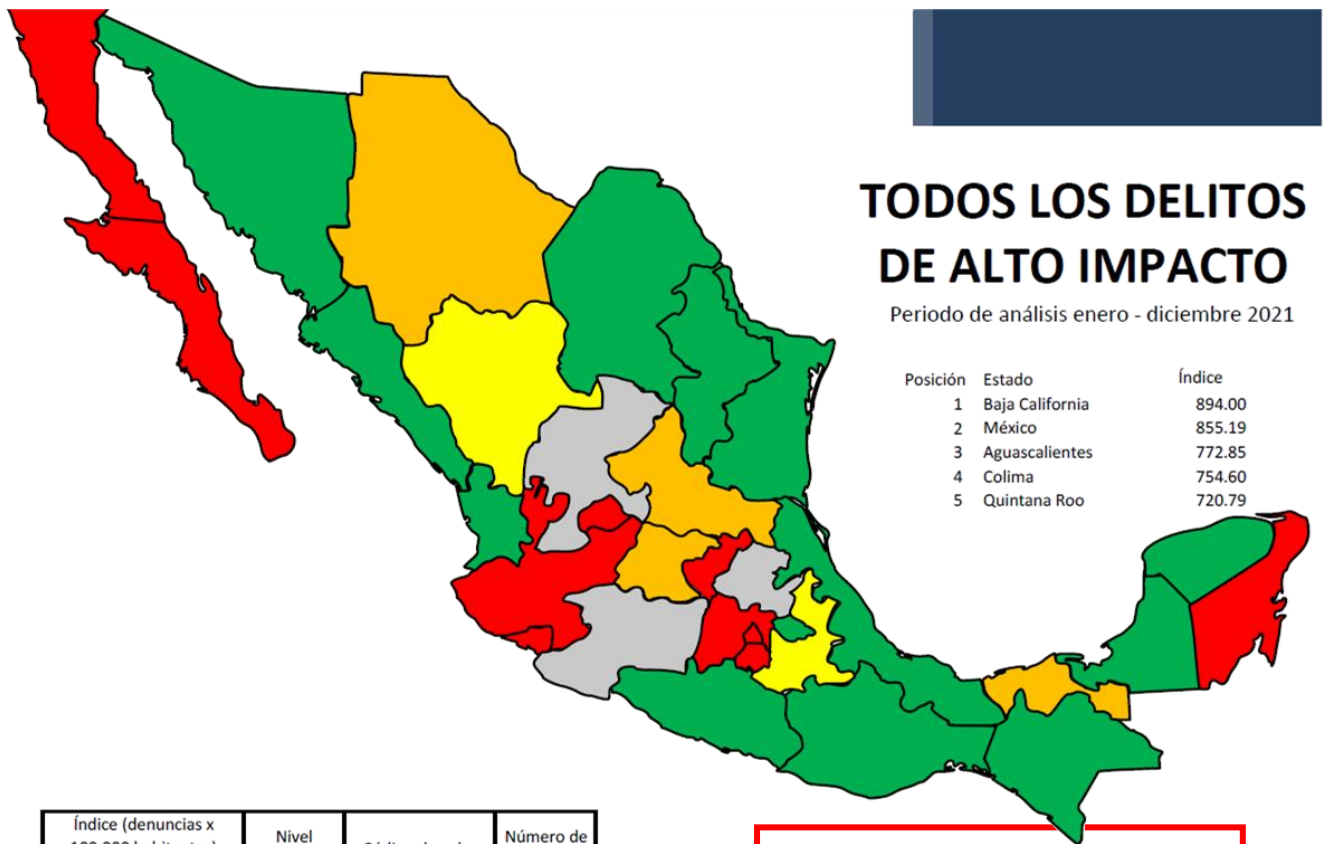 TODOS LOS DELITOS
DE ALTO IMPACTO
Periodo de análisis enero - diciembre 2021
Posición Estado Índice
1 Baja California 894.00
2 México 855.19
3 Aguascalientes 772.85
4 Colima 754.60
5 Quintana Roo 720.79
Índice (denuncias x
Nivel
Número de